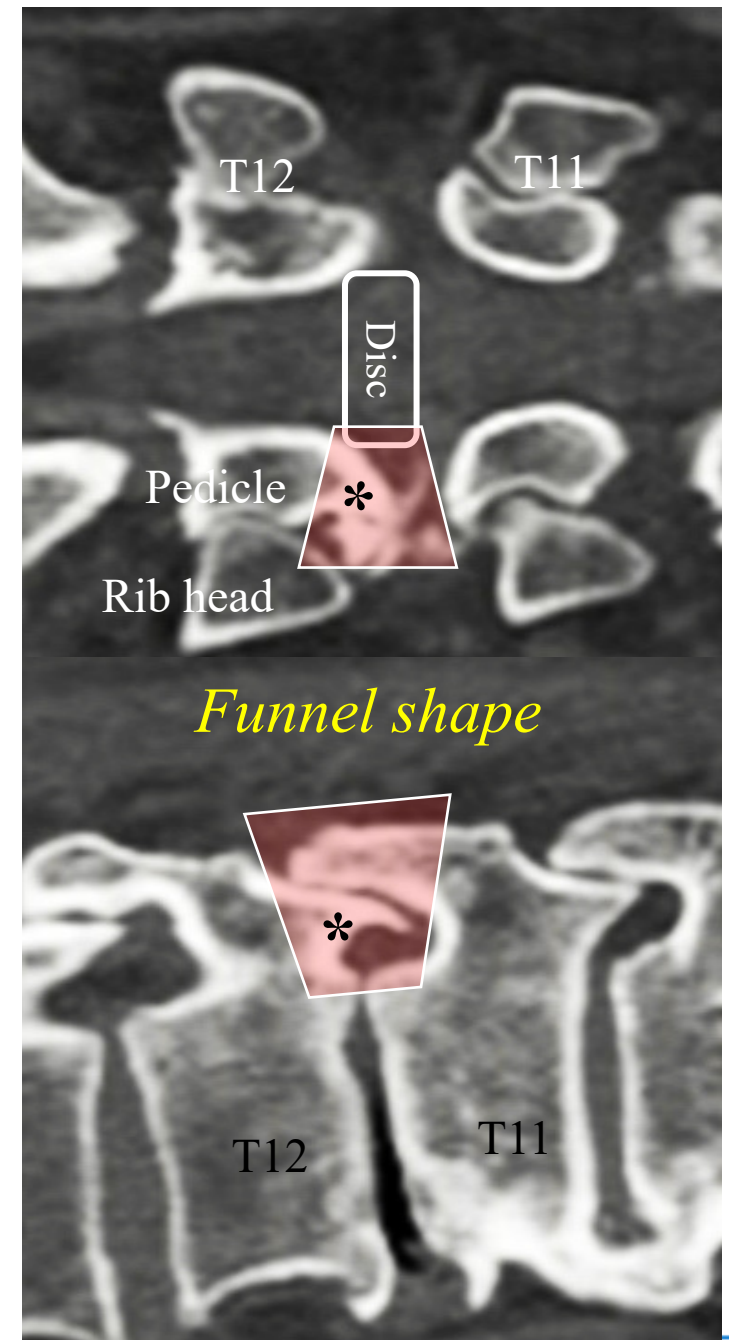 T12
T11
Disc
Pedicle
*
Rib head
Funnel shape
*
T11
T12